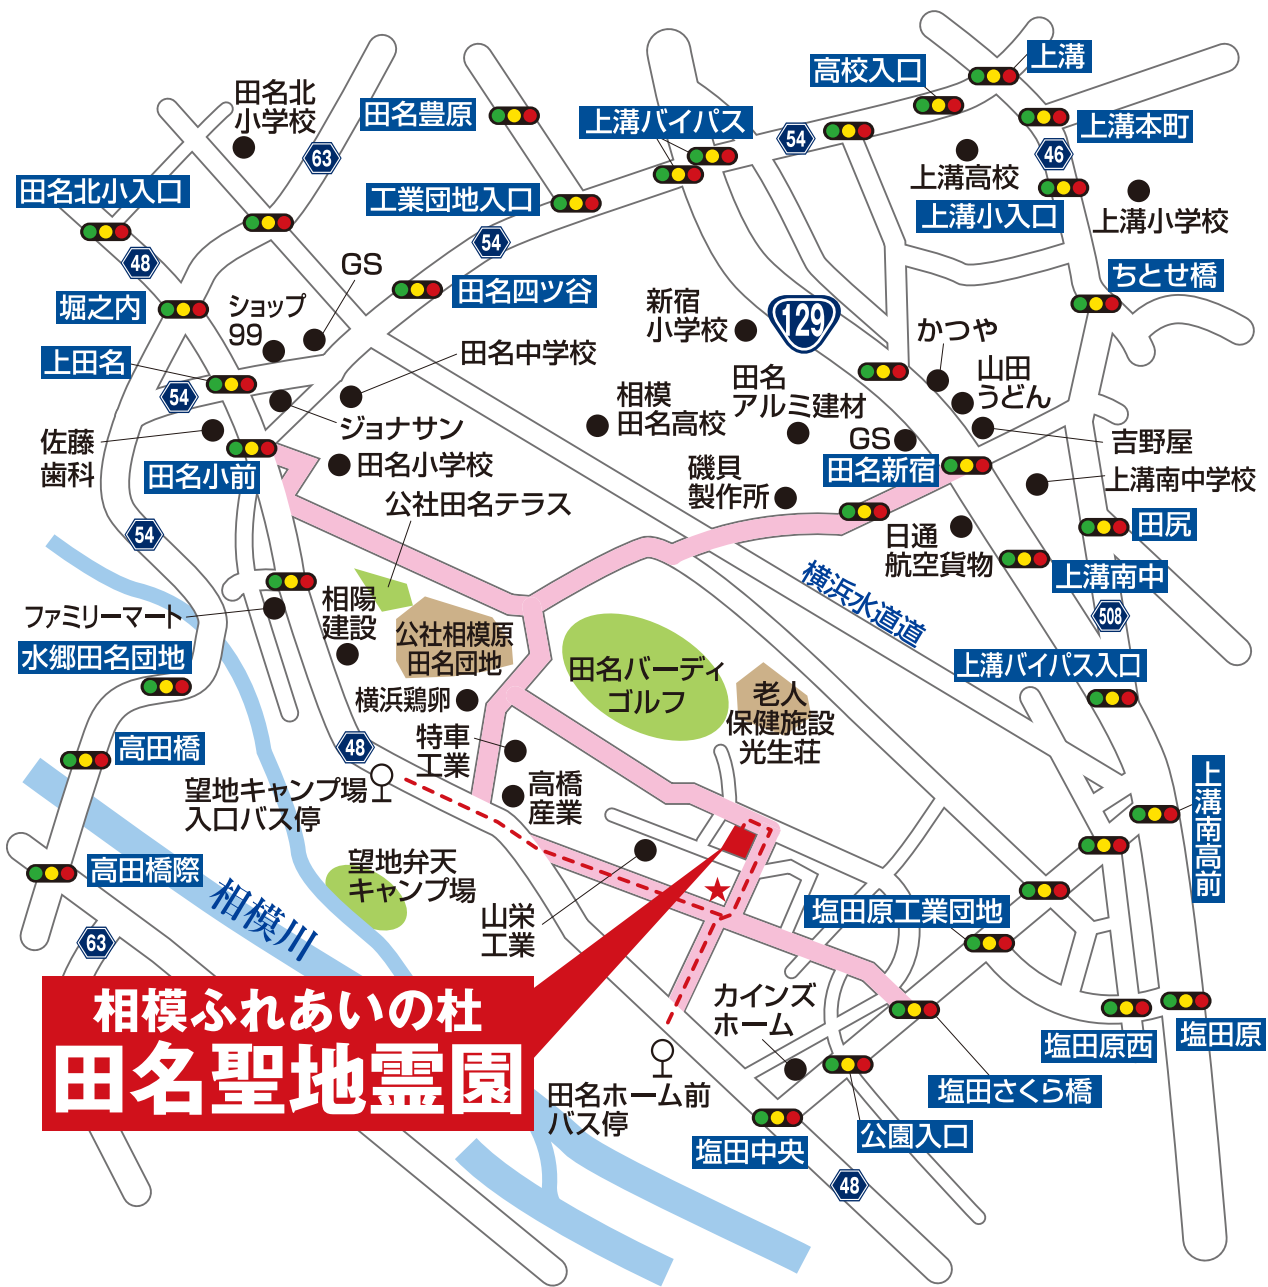 上溝
高校入口
田名北
小学校
63
田名豊原
上溝バイパス
54
上溝本町
46
上溝高校
上溝小入口
上溝小学校
田名北小入口
48
工業団地入口
54
GS
田名四ツ谷
ちとせ橋
堀之内
ショップ
99
新宿
小学校
129
かつや
上田名
54
田名中学校
山田
うどん
田名
アルミ建材
相模
田名高校
佐藤
歯科
ジョナサン
GS
吉野屋
田名小前
田名小学校
磯貝
製作所
田名新宿
上溝南中学校
公社田名テラス
54
日通
航空貨物
田尻
上溝南中
横浜水道道
508
ファミリーマート
相陽
建設
公社相模原
田名団地
水郷田名団地
田名バーディ
ゴルフ
上溝バイパス入口
横浜鶏卵
老人
保健施設
光生荘
高田橋
48
特車
工業
望地キャンプ場
入口バス停
高橋
産業
上溝南高前
高田橋際
望地弁天
キャンプ場
相模川
山栄
工業
塩田原工業団地
63
相模ふれあいの杜
田名聖地霊園
カインズ
ホーム
塩田原西
塩田原
田名ホーム前
バス停
塩田さくら橋
塩田中央
公園入口
48